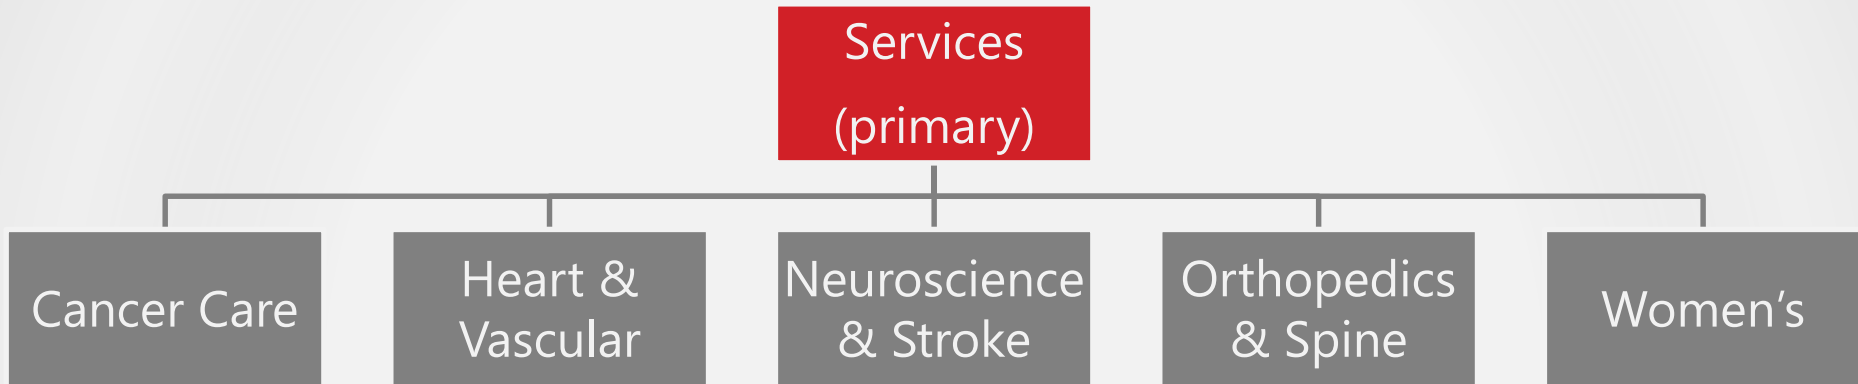 Services
(primary)
Cancer Care
Heart &
Vascular
Neuroscience
& Stroke
Orthopedics
& Spine
Women’s